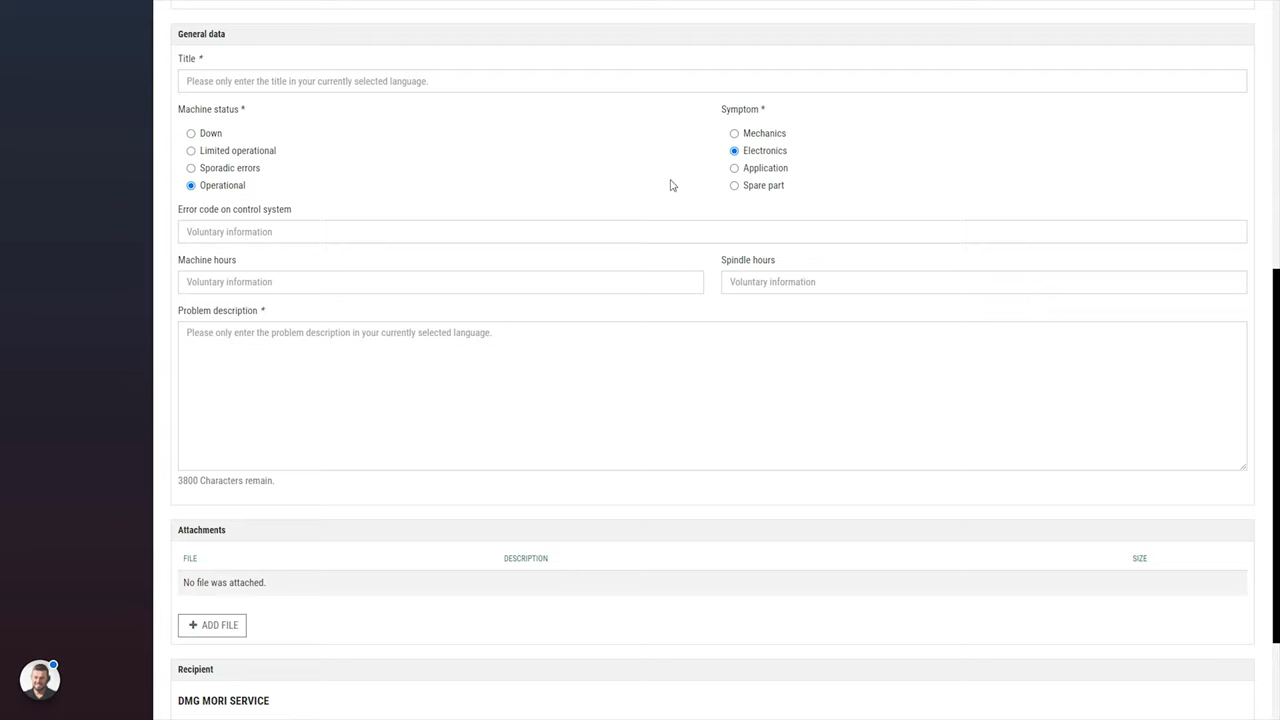 General data
Title *
Please only enter the title in your currently selected language.
Machine status *
Symptom *
Down
Mechanics
Limited operational
Electronics
Sporadic errors
Application
Operational
Spare part
Error code on control system
Voluntary information
Machine hours
Spindle hours
Voluntary information
Voluntary information
Problem description *
Please only enter the problem description in your currently selected language.
3800 Characters remain.
Attachments
FILE DESCRIPTION SIZE
No file was attached.
+ ADD FILE
Recipient
DMG MORI SERVICE